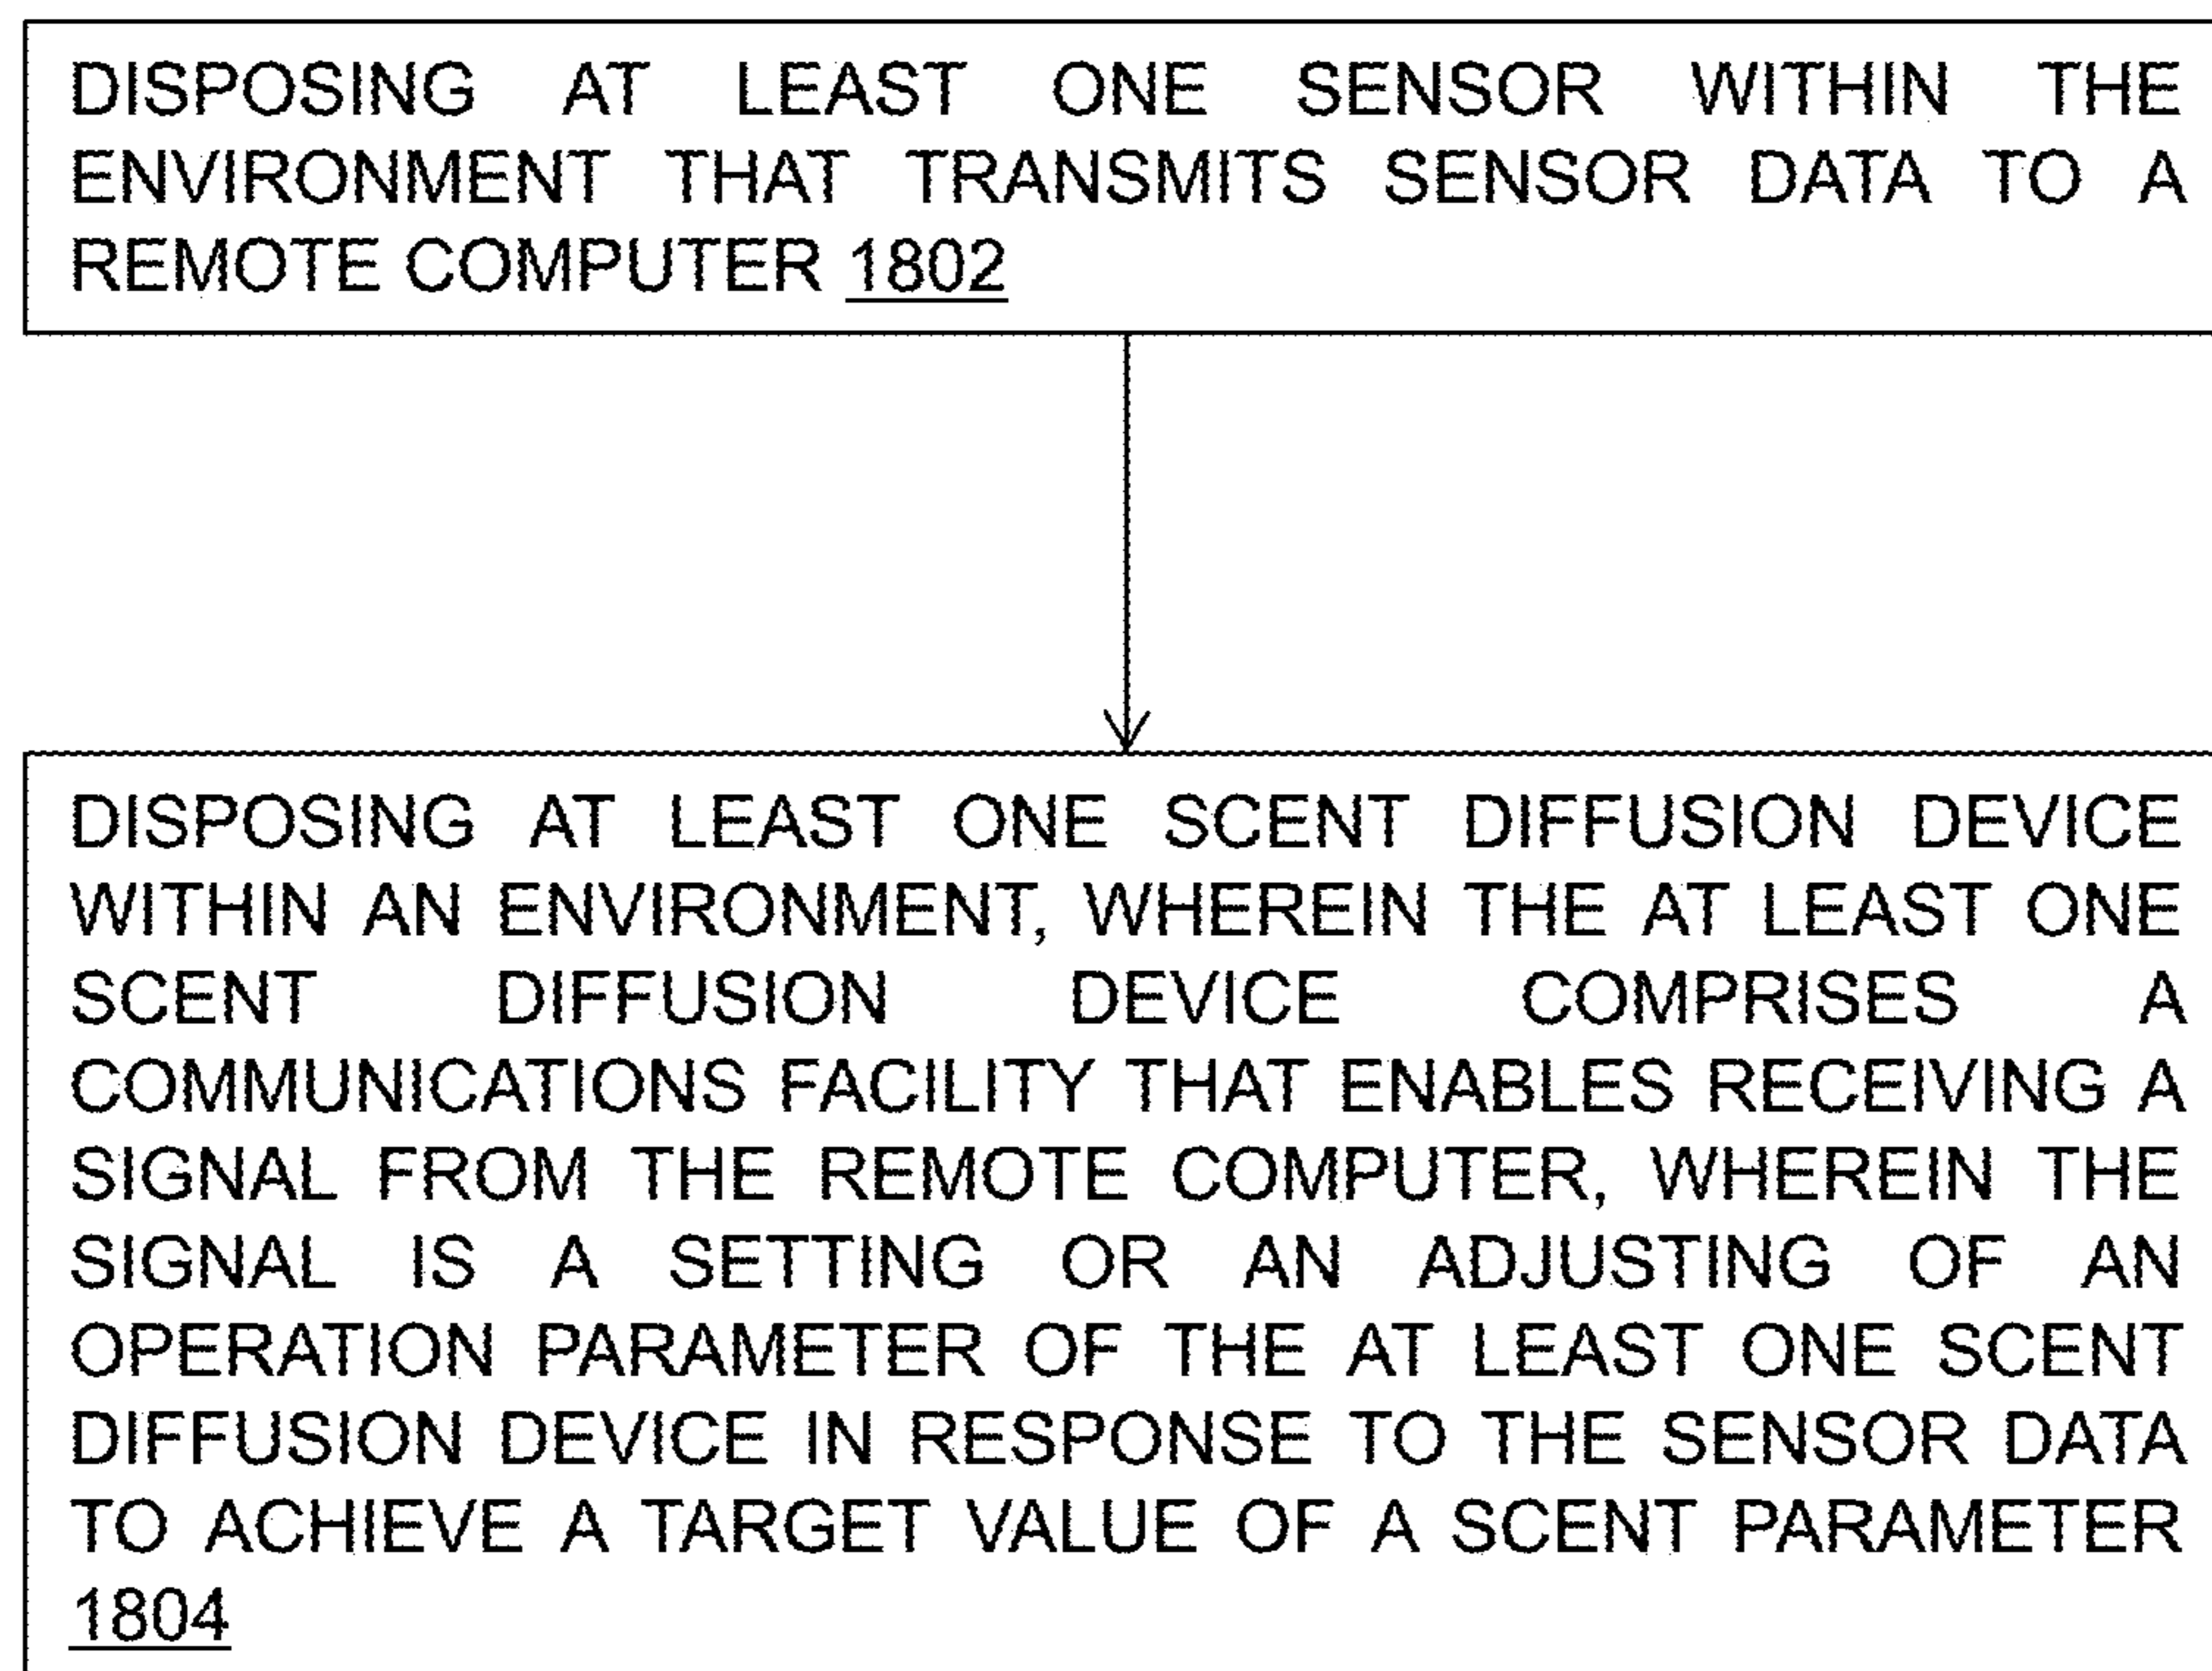 DISPOSING AT LEAST ONE SENSOR WITHIN THE
ENVIRONMENT THAT TRANSMITS SENSOR DATA TO A
REMOTE COMPUTER 1802
DISPOSING AT LEAST ONE SCENT DIFFUSION DEVICE
WITHIN AN ENVIRONMENT, WHEREIN THE AT LEAST ONE
SCENT DIFFUSION DEVICE COMPRISES A
COMMUNICATIONS FACILITY THAT ENABLES RECEIVING A
SIGNAL FROM THE REMOTE COMPUTER, WHEREIN THE
SIGNAL IS A SETTING OR AN ADJUSTING OF AN
OPERATION PARAMETER OF THE AT LEAST ONE SCENT
DIFFUSION DEVICE IN RESPONSE TO THE SENSOR DATA
TO ACHIEVE A TARGET VALUE OF A SCENT PARAMETER
1804